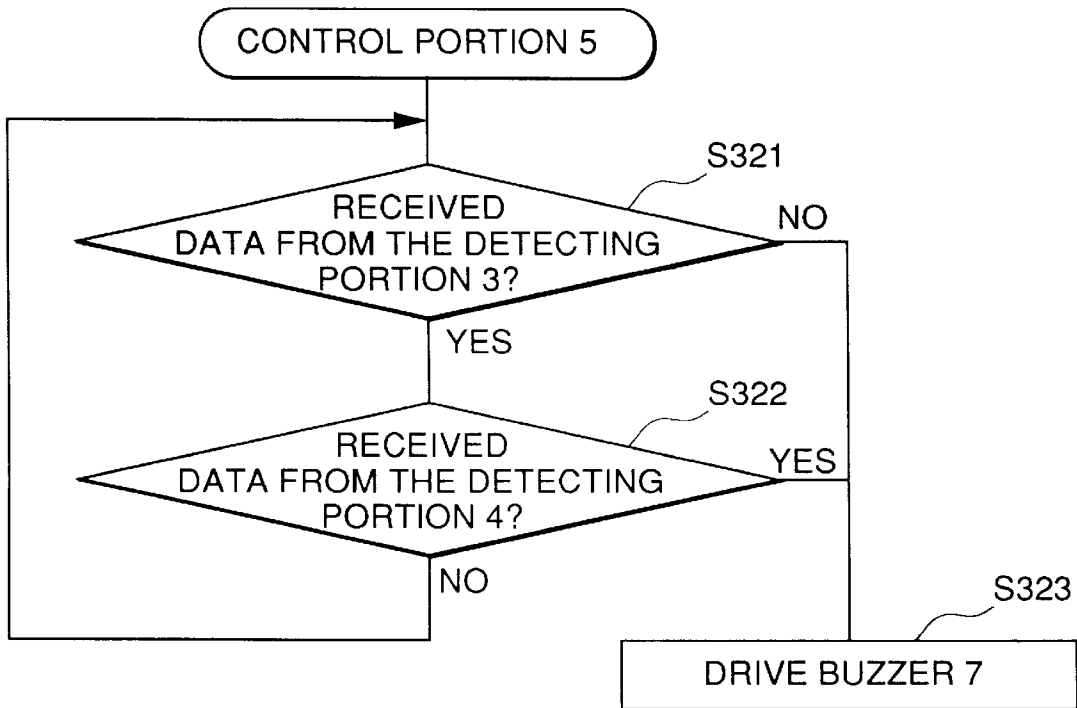 CONTROL PORTION 5
S321
RECEIVED
DATA FROM THE DETECTING
PORTION 3?
NO
YES
S322
RECEIVED
DATA FROM THE DETECTING
PORTION 4?
YES
NO
S323
DRIVE BUZZER 7